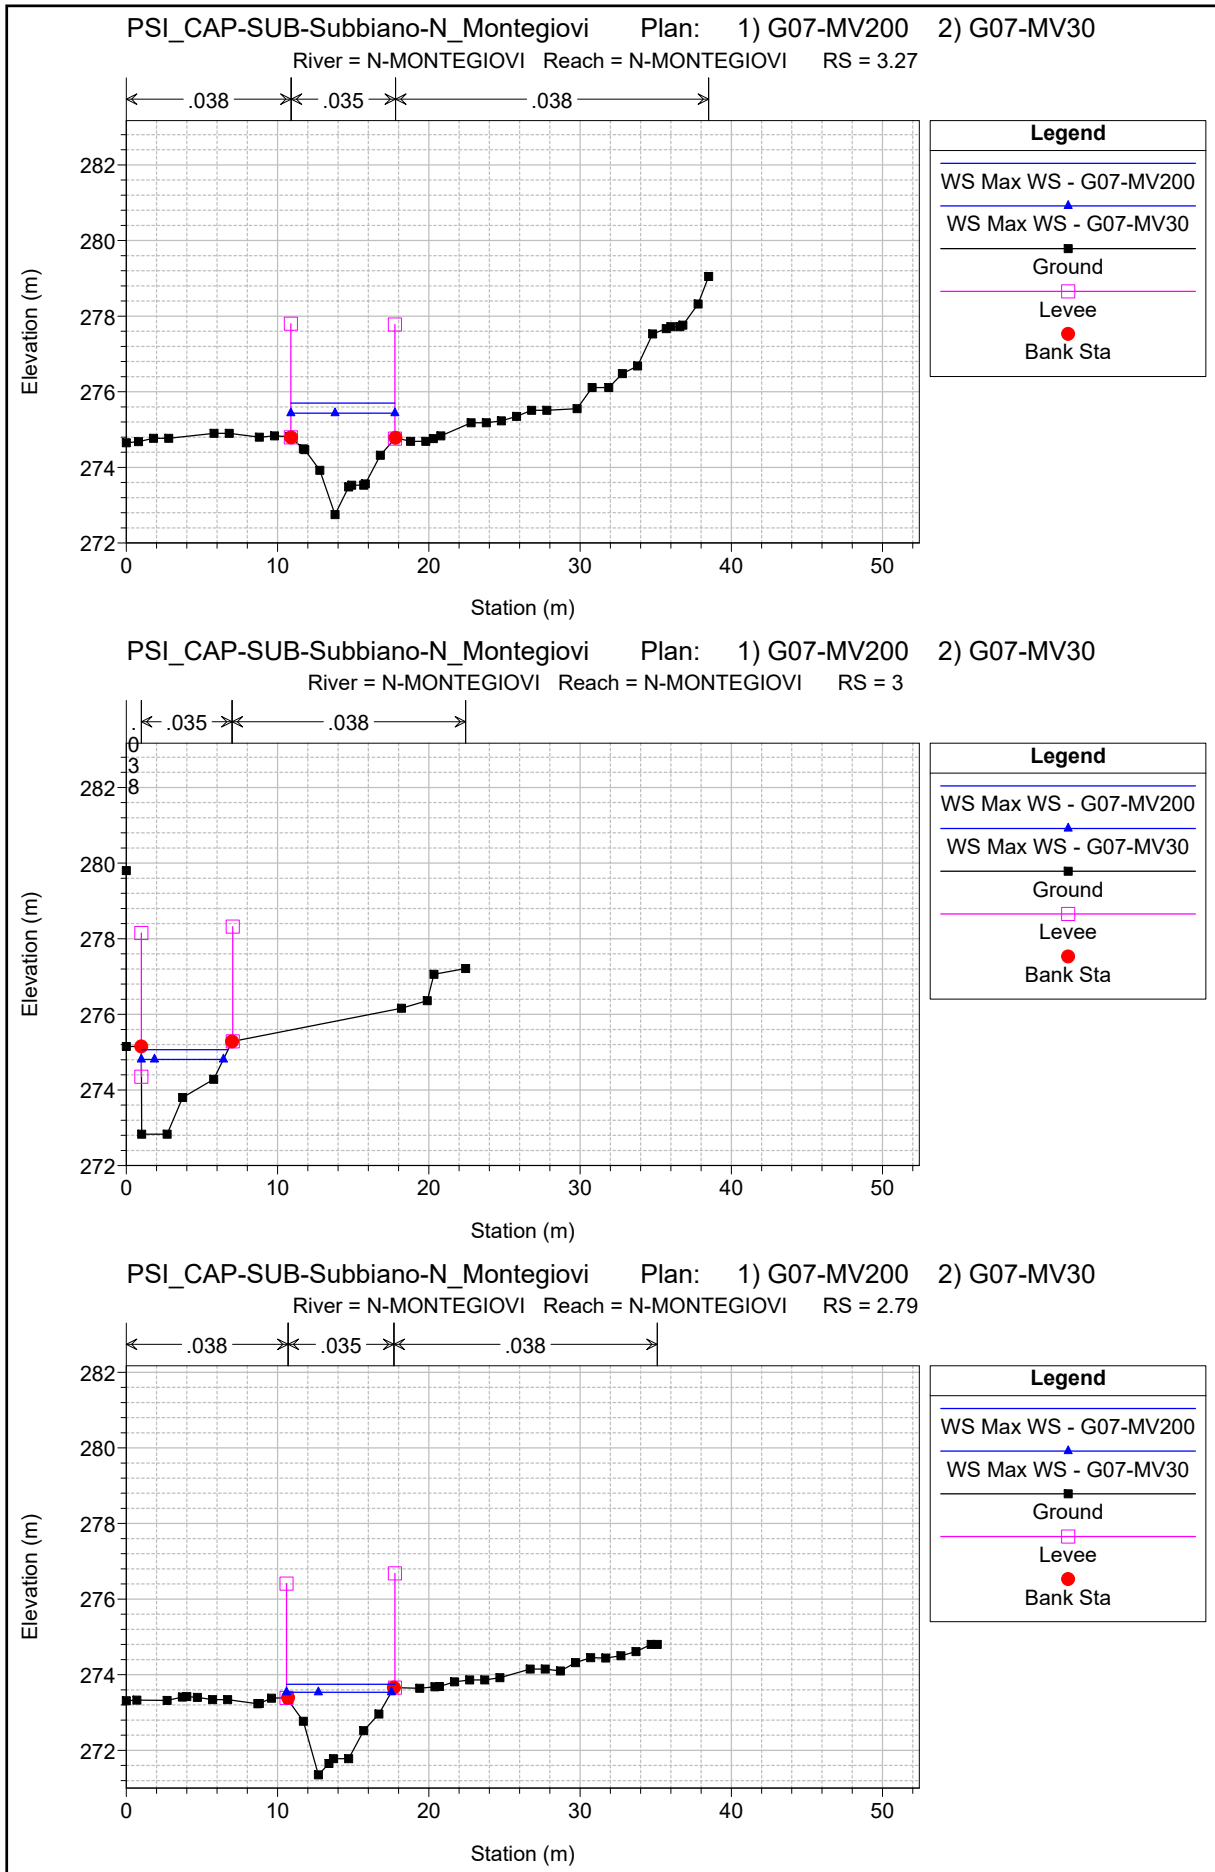 PSI_CAP-SUB-Subbiano-N_Montegiovi Plan: 1) G07-MV200 2) G07-MV30
River = N-MONTEGIOVI Reach = N-MONTEGIOVI RS = 3.27
.038 .035 .038
282
280
278
276
274
272
0 10 20 30 40 50
Station (m)
Elevation (m)
Legend
WS Max WS - G07-MV200
WS Max WS - G07-MV30
Ground
Levee
Bank Sta
PSI_CAP-SUB-Subbiano-N_Montegiovi Plan: 1) G07-MV200 2) G07-MV30
River = N-MONTEGIOVI Reach = N-MONTEGIOVI RS = 3
.038 .035 .038
282
280
278
276
274
272
0 10 20 30 40 50
Station (m)
Elevation (m)
Legend
WS Max WS - G07-MV200
WS Max WS - G07-MV30
Ground
Levee
Bank Sta
PSI_CAP-SUB-Subbiano-N_Montegiovi Plan: 1) G07-MV200 2) G07-MV30
River = N-MONTEGIOVI Reach = N-MONTEGIOVI RS = 2.79
.038 .035 .038
282
280
278
276
274
272
0 10 20 30 40 50
Station (m)
Elevation (m)
Legend
WS Max WS - G07-MV200
WS Max WS - G07-MV30
Ground
Levee
Bank Sta